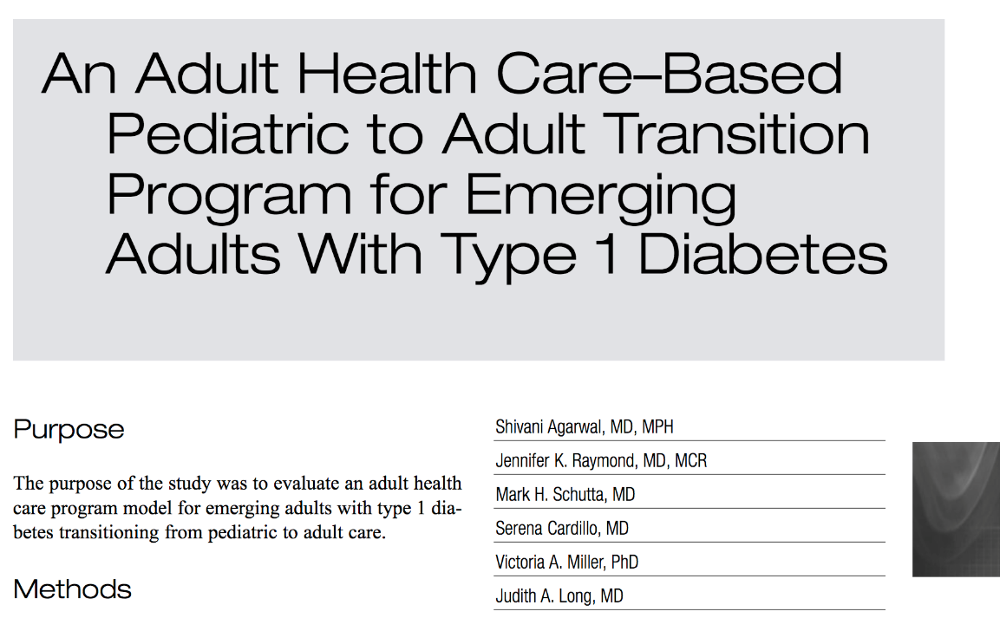 An Adult Health Care–Based
Pediatric to Adult Transition
Program for Emerging
Adults With Type 1 Diabetes
Purpose
The purpose of the study was to evaluate an adult health
care program model for emerging adults with type 1 dia-
betes transitioning from pediatric to adult care.
Methods
Shivani Agarwal, MD, MPH
Jennifer K. Raymond, MD, MCR
Mark H. Schutta, MD
Serena Cardillo, MD
Victoria A. Miller, PhD
Judith A. Long, MD